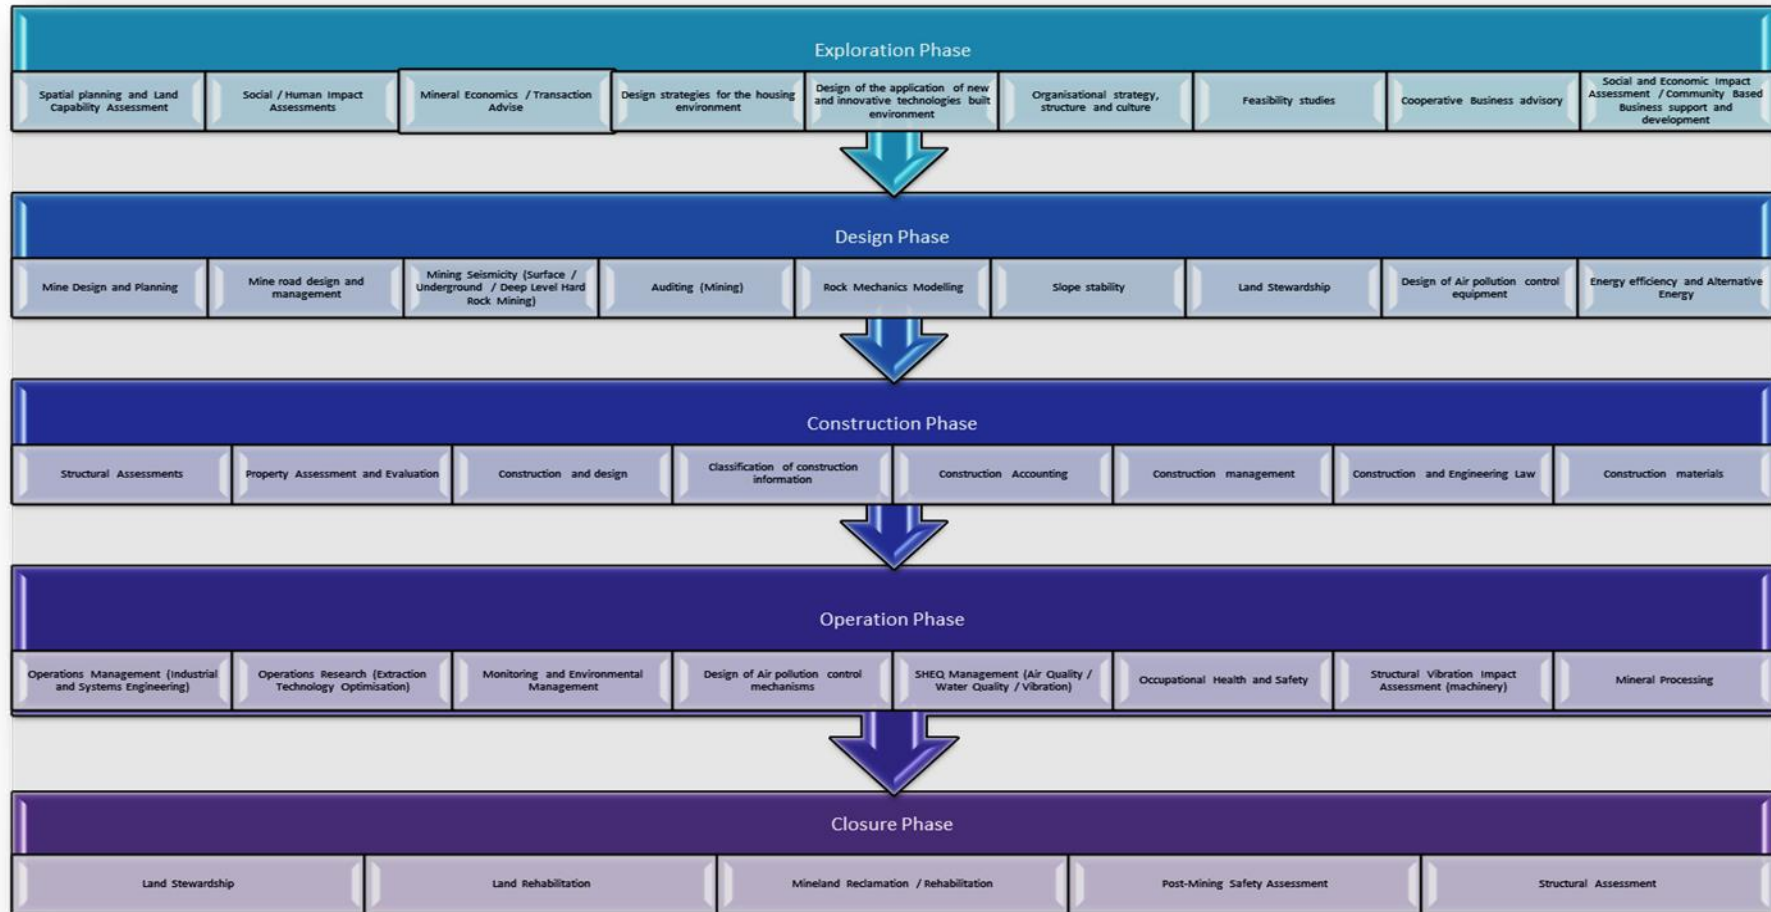 Exploration Phase
Spatial planning and Land
Capability Assessment
Social / Human Impact
Assessments
Mineral Economics / Transaction
Advise
Design strategies for the housing
environment
Design of the application of new
and innovative technologies built
environment
Organisational strategy,
structure and culture
Feasibility studies
Cooperative Business advisory
Social and Economic Impact
Assessment / Community Based
Business support and
development
Design Phase
Mine Design and Planning
Mine road design and
management
Mining Seismicity (Surface /
Underground / Deep Level Hard
Rock Mining)
Auditing (Mining)
Rock Mechanics Modelling
Slope stability
Land Stewardship
Design of Air pollution control
equipment
Energy efficiency and Alternative
Energy
Construction Phase
Structural Assessments
Property Assessment and Evaluation
Construction and design
Classification of construction
information
Construction Accounting
Construction management
Construction and Engineering Law
Construction materials
Operation Phase
Operations Management (Industrial
and Systems Engineering)
Operations Research (Extraction
Technology Optimisation)
Monitoring and Environmental
Management
Design of Air pollution control
mechanisms
SHEQ Management (Air Quality /
Water Quality / Vibration)
Occupational Health and Safety
Structural Vibration Impact
Assessment (machinery)
Mineral Processing
Closure Phase
Land Stewardship
Land Rehabilitation
Mineland Reclamation / Rehabilitation
Post-Mining Safety Assessment
Structural Assessment